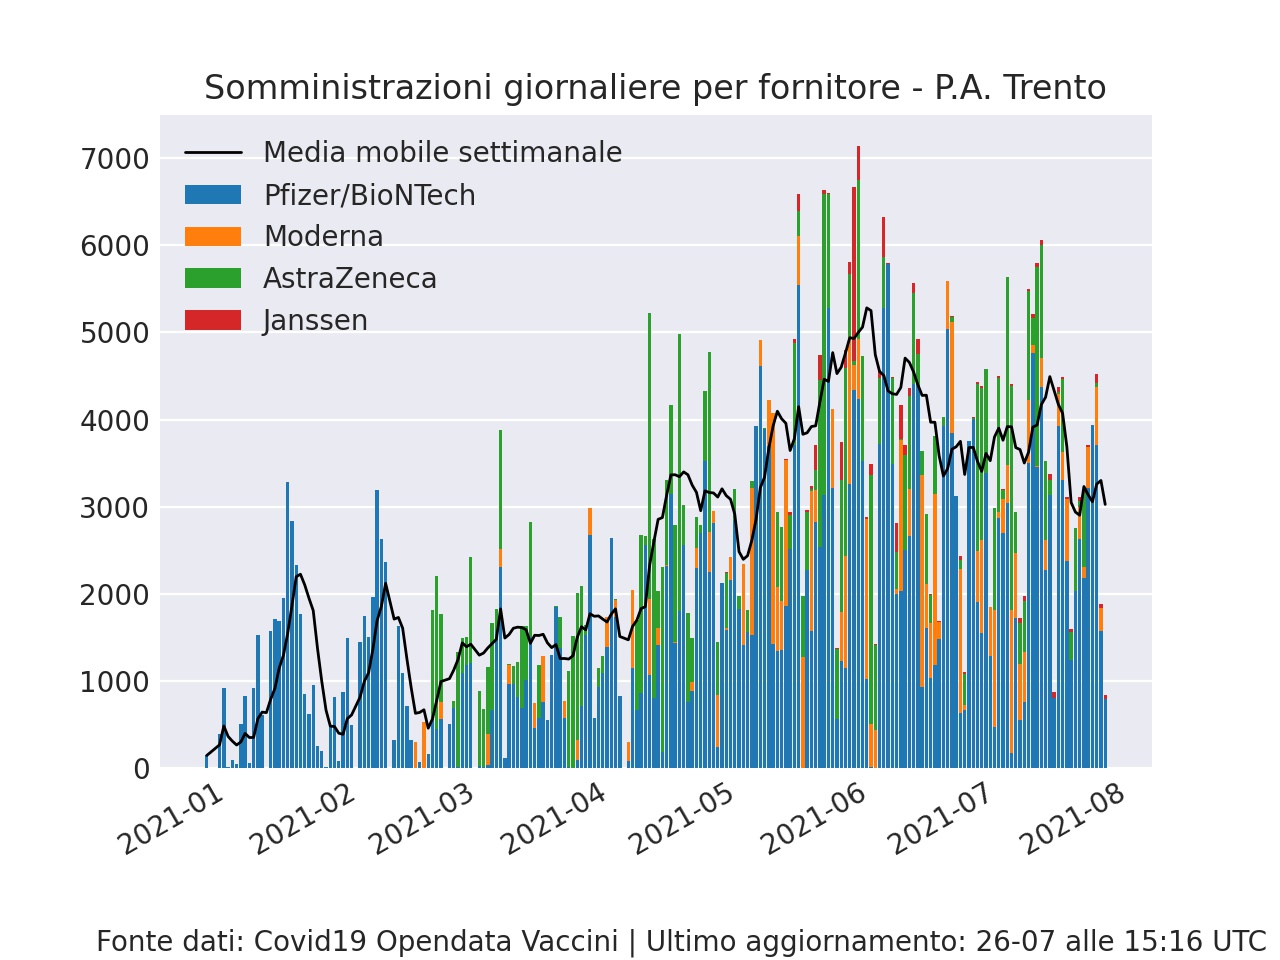 Somministrazioni giornaliere per fornitore - P.A. Trento
Media mobile settimanale
Pfizer/BioNTech
Moderna
AstraZeneca
Janssen
7000
6000
5000
4000
3000
2000
1000
0
2021-01
2021-02
2021-03
2021-04
2021-05
2021-06
2021-07
2021-08
Fonte dati: Covid19 Opendata Vaccini | Ultimo aggiornamento: 26-07 alle 15:16 UTC